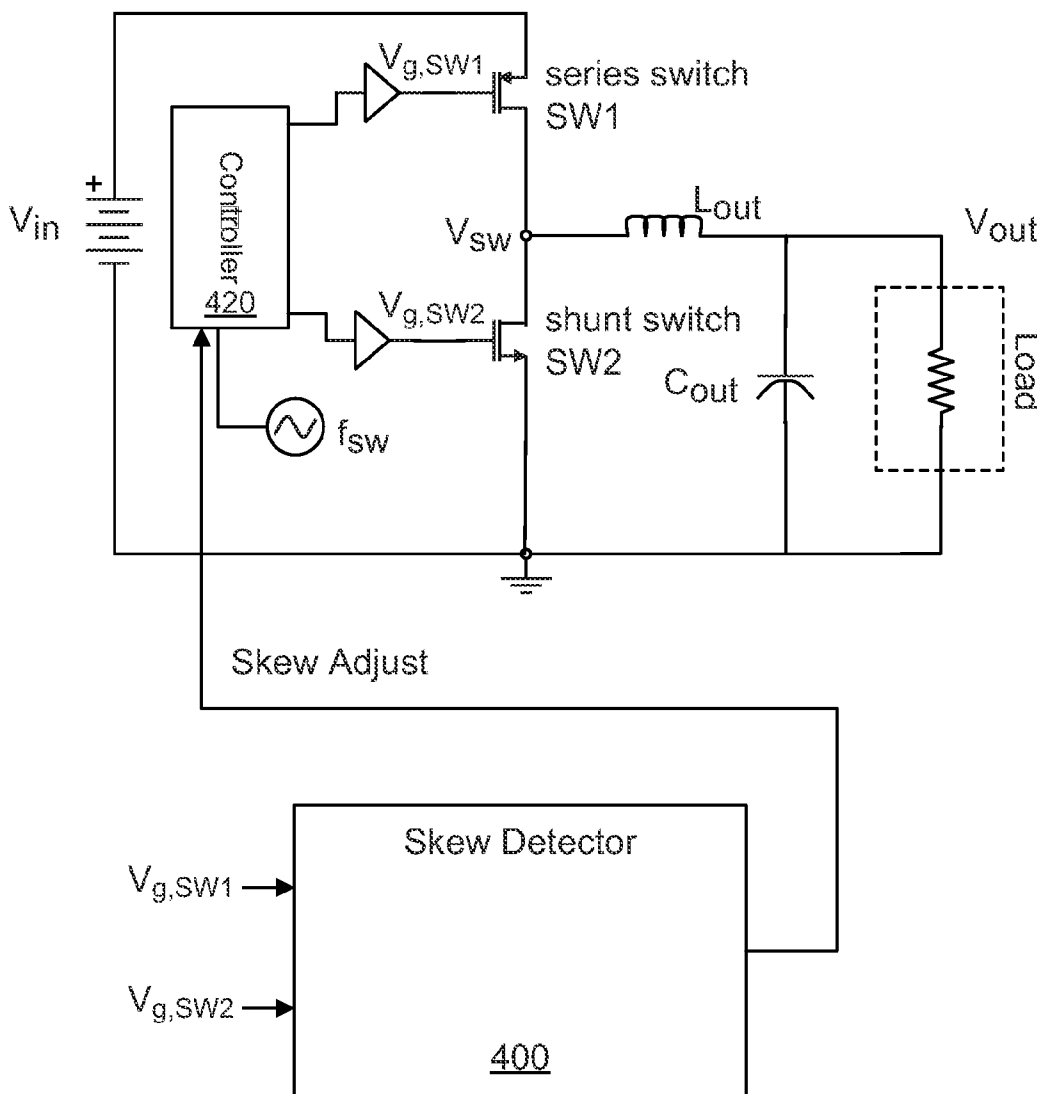 Vg,SW1
series switch
SW1
Controller
420
+
Vin
Vsw
Lout
Vout
Vg,SW2
shunt switch
SW2
Cout
Load
fsw
Skew Adjust
Skew Detector
Vg,SW1
Vg,SW2
400